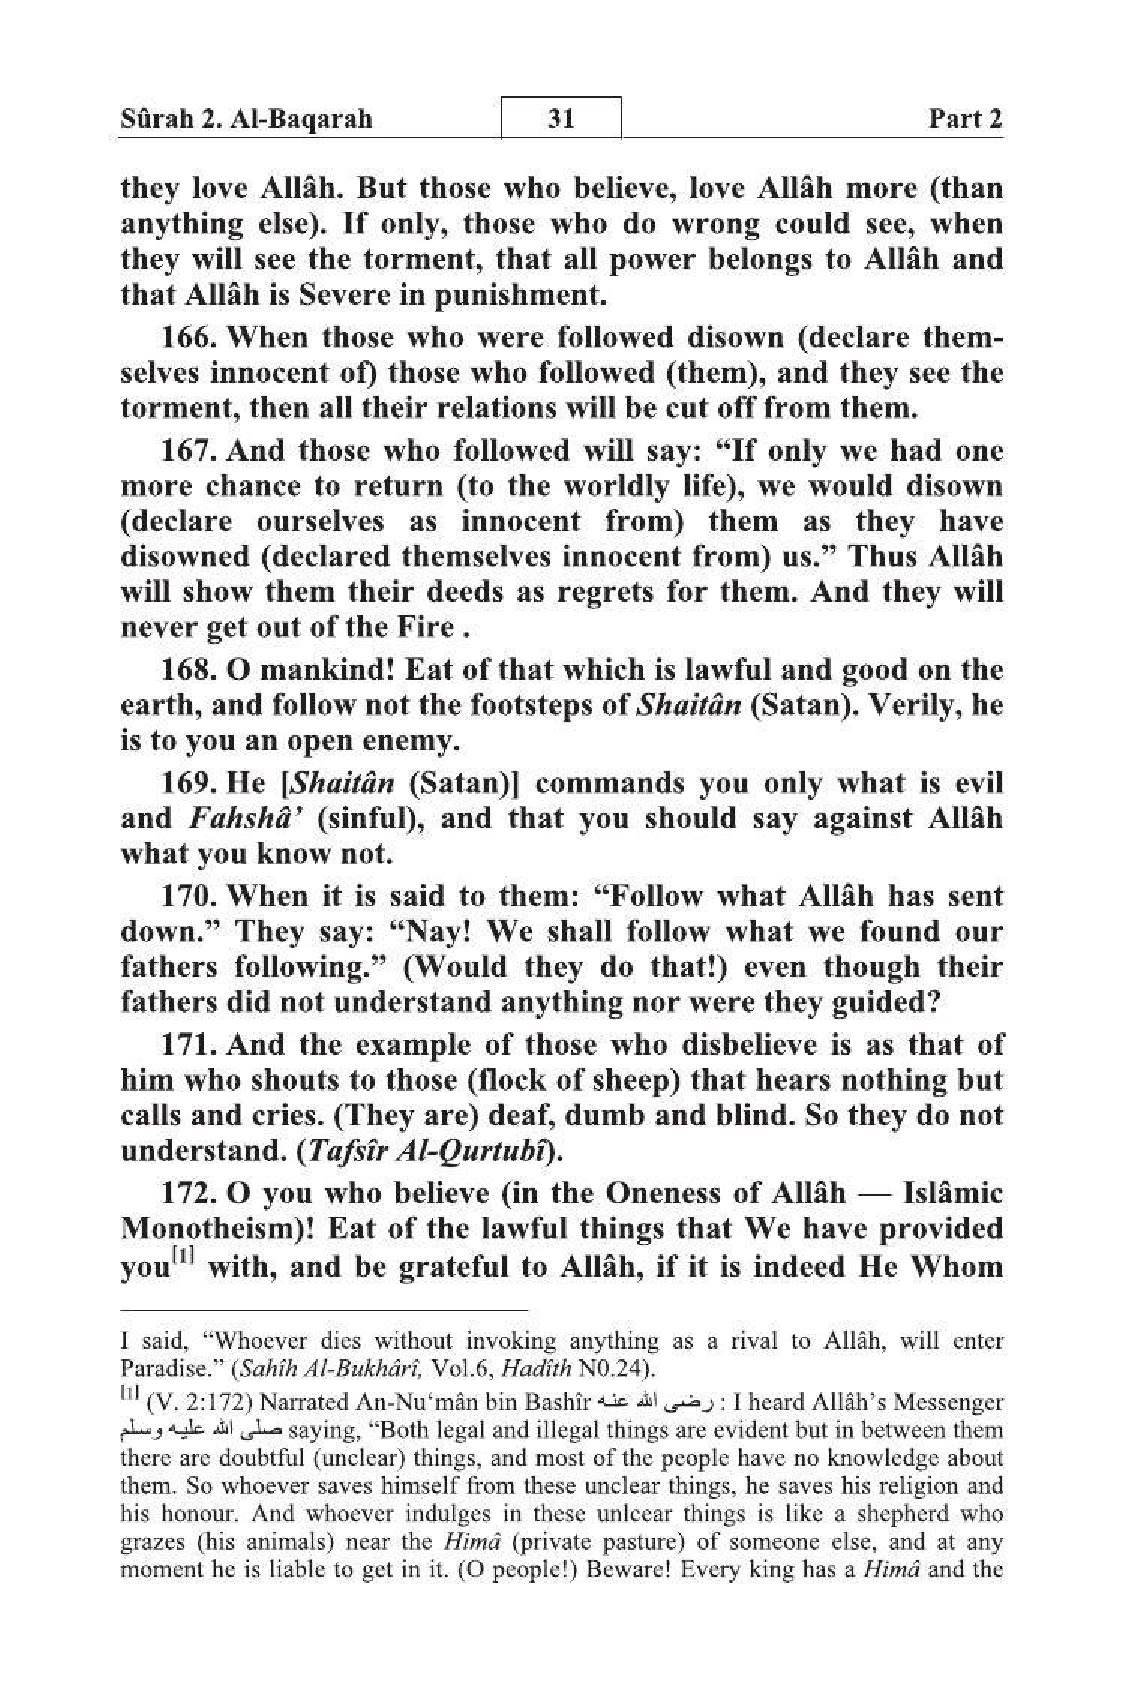 Sûrah 2. Al-Baqarah 31 Part 2
they love Allâh. But those who believe, love Allâh more (than
anything else). If only, those who do wrong could see, when
they will see the torment, that all power belongs to Allâh and
that Allâh is Severe in punishment.
166. When those who were followed disown (declare them-
selves innocent of) those who followed (them), and they see the
torment, then all their relations will be cut off from them.
167. And those who followed will say: “If only we had one
more chance to return (to the worldly life), we would disown
(declare ourselves as innocent from) them as they have
disowned (declared themselves innocent from) us.” Thus Allâh
will show them their deeds as regrets for them. And they will
never get out of the Fire .
168. O mankind! Eat of that which is lawful and good on the
earth, and follow not the footsteps of Shaitân (Satan). Verily, he
is to you an open enemy.
169. He [Shaitân (Satan)] commands you only what is evil
and Fahshâ’ (sinful), and that you should say against Allâh
what you know not.
170. When it is said to them: “Follow what Allâh has sent
down.” They say: “Nay! We shall follow what we found our
fathers following.” (Would they do that!) even though their
fathers did not understand anything nor were they guided?
171. And the example of those who disbelieve is as that of
him who shouts to those (flock of sheep) that hears nothing but
calls and cries. (They are) deaf, dumb and blind. So they do not
understand. (Tafsîr Al-Qurtubî).
172. O you who believe (in the Oneness of Allâh — Islâmic
Monotheism)! Eat of the lawful things that We have provided
you[1] with, and be grateful to Allâh, if it is indeed He Whom
I said, “Whoever dies without invoking anything as a rival to Allâh, will enter
Paradise.” (Sahîh Al-Bukhârî, Vol.6, Hadîth N0.24).
[1] (V. 2:172) Narrated An-Nu‘mân bin Bashîr رضى الله عنه : I heard Allâh’s Messenger
صلى الله عليه وسلم saying, “Both legal and illegal things are evident but in between them
there are doubtful (unclear) things, and most of the people have no knowledge about
them. So whoever saves himself from these unclear things, he saves his religion and
his honour. And whoever indulges in these unlcear things is like a shepherd who
grazes (his animals) near the Himâ (private pasture) of someone else, and at any
moment he is liable to get in it. (O people!) Beware! Every king has a Himâ and the